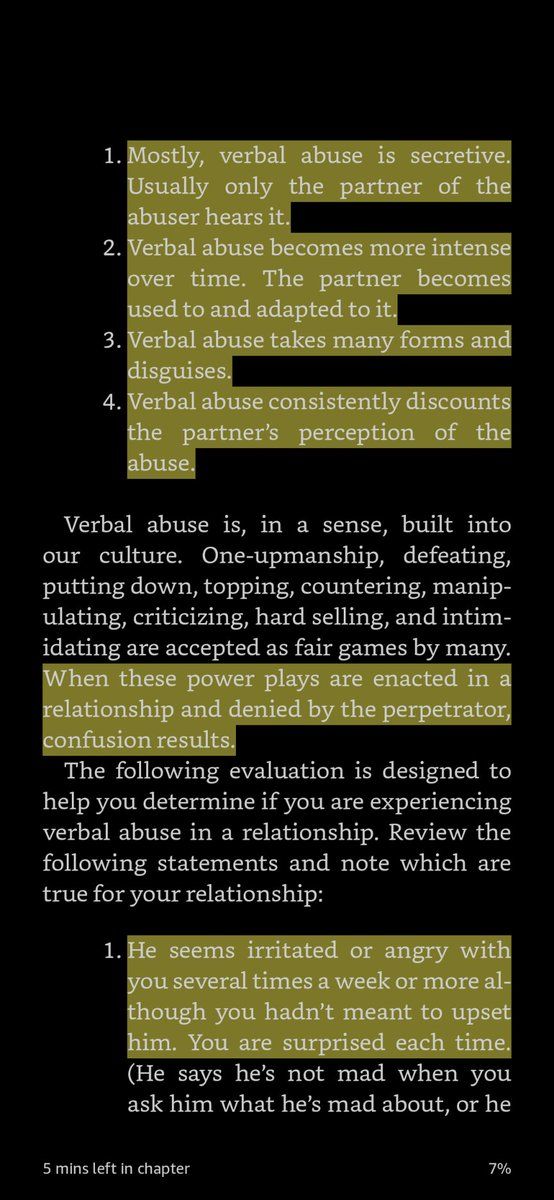 1. Mostly, verbal abuse is secretive.
Usually only the partner of the
abuser hears it.
2. Verbal abuse becomes more intense
over time. The partner becomes
used to and adapted to it.
3. Verbal abuse takes many forms and
disguises.
4. Verbal abuse consistently discounts
the partner’s perception of the
abuse.
Verbal abuse is, in a sense, built into
our culture. One-upmanship, defeating,
putting down, topping, countering, manip-
ulating, criticizing, hard selling, and intim-
idating are accepted as fair games by many.
When these power plays are enacted in a
relationship and denied by the perpetrator,
confusion results.
The following evaluation is designed to
help you determine if you are experiencing
verbal abuse in a relationship. Review the
following statements and note which are
true for your relationship:
1. He seems irritated or angry with
you several times a week or more al-
though you hadn’t meant to upset
him. You are surprised each time.
(He says he’s not mad when you
ask him what he’s mad about, or he
5 mins left in chapter 7%